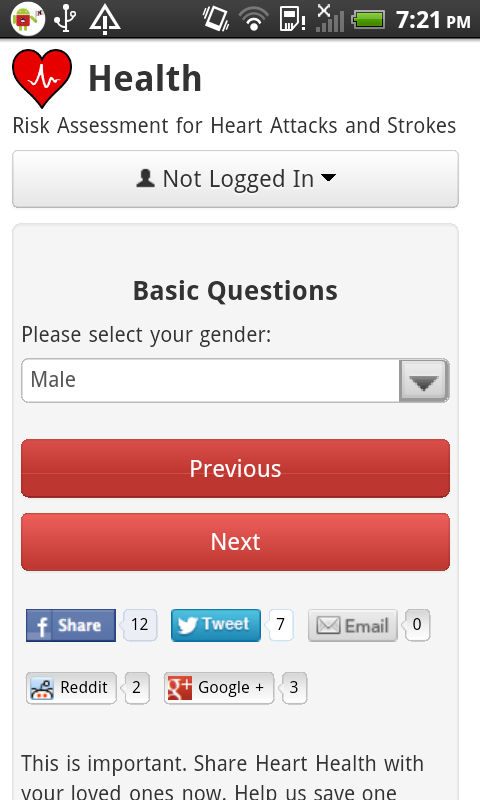 7:21 PM
Health
Risk Assessment for Heart Attacks and Strokes
Not Logged In
Basic Questions
Please select your gender:
Male
Previous
Next
f Share 12 Tweet 7 Email 0
Reddit 2 g+ Google + 3
This is important. Share Heart Health with
your loved ones now. Help us save one